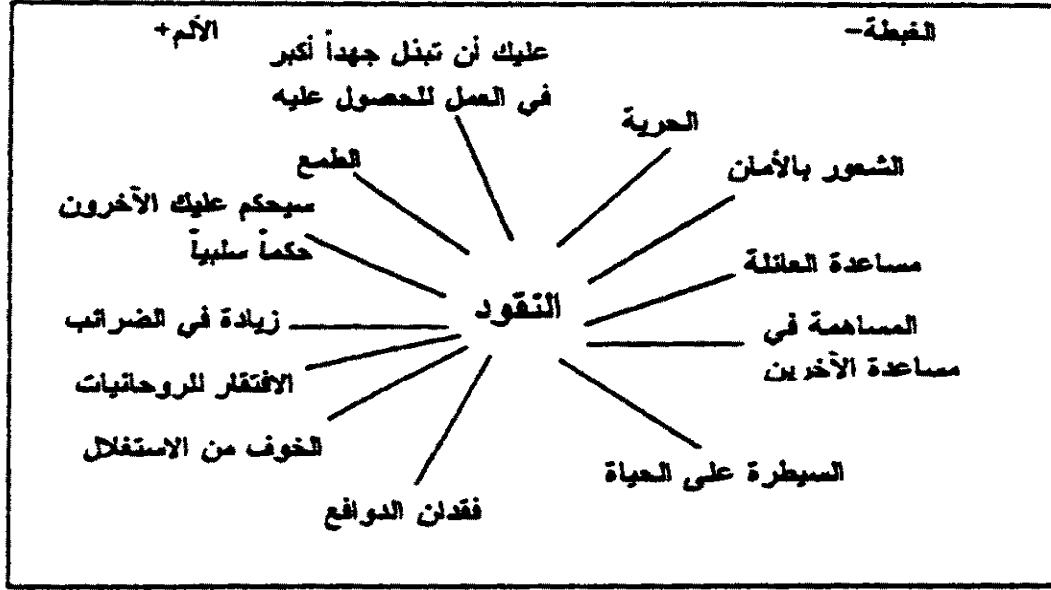 الغبطة−
الألم+
عليك أن تبذل جهداً أكبر
في العمل للحصول عليه
الحرية
الطمع
الشعور بالأمان
سيحكم عليك الآخرون
حكماً سلبياً
مساعدة العائلة
النقود
زيادة في الضرائب
المساهمة في
مساعدة الآخرين
الافتقار للروحانيات
الخوف من الاستغلال
السيطرة على الحياة
فقدان الدوافع